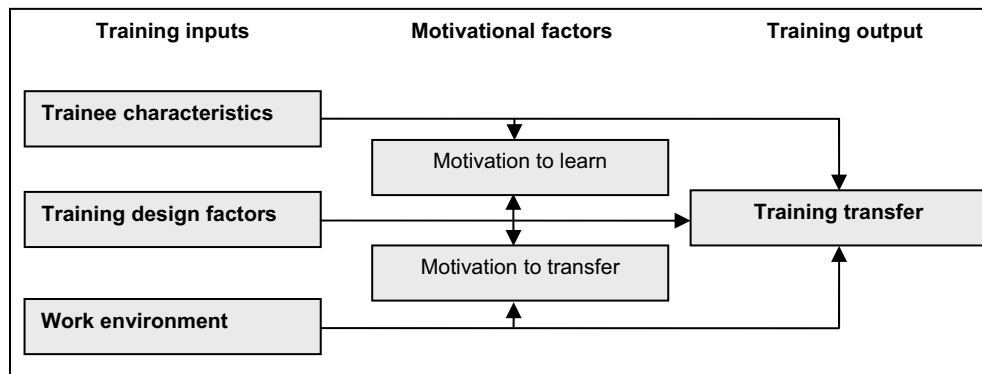 Training inputs
Motivational factors
Training output
Trainee characteristics
Motivation to learn
Training design factors
Training transfer
Motivation to transfer
Work environment